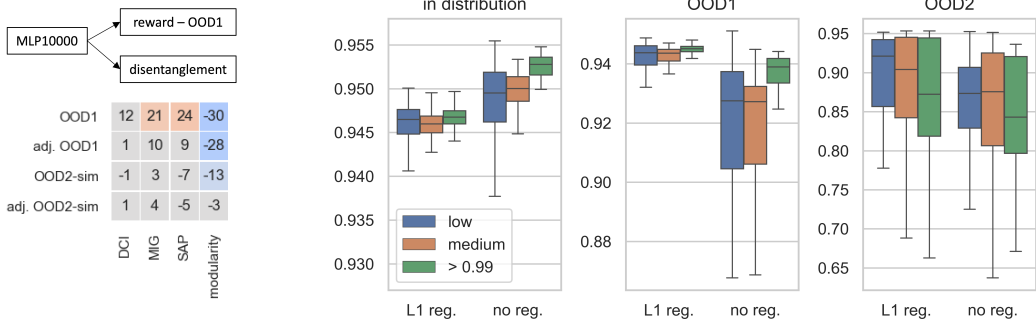 MLP10000
reward – OOD1
disentanglement
OOD1 12 21 24 -30
adj. OOD1 1 10 9 -28
OOD2-sim -1 3 -7 -13
adj. OOD2-sim 1 4 -5 -3
DCI MIG SAP modularity
in distribution
0.955
0.950
0.945
0.940
0.935
0.930
low
medium
> 0.99
L1 reg. no reg.
OOD1
0.94
0.92
0.90
0.88
L1 reg. no reg.
OOD2
0.95
0.90
0.85
0.80
0.75
0.70
0.65
L1 reg. no reg.